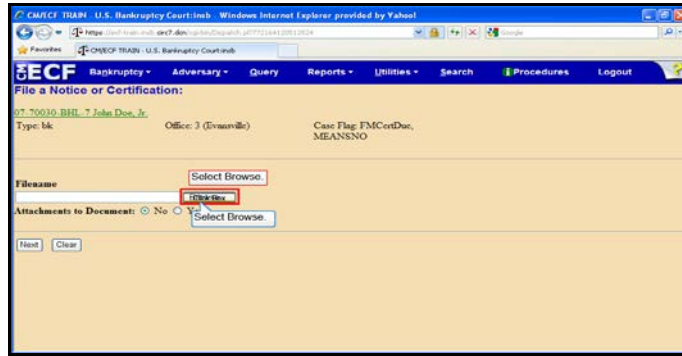 CM/ECF TRAIN - U.S. Bankruptcy Court:insb - Windows Internet Explorer provided by Yahoo!
Google
Favorites CM/ECF TRAIN - U.S. Bankruptcy Court:insb
ECF Bankruptcy Adversary Query Reports Utilities Search Procedures Logout
File a Notice or Certification:
07-70030-BHL-7 John Doe, Jr.
Type: bk Office: 3 (Evansville) Case Flag: FMCertDue,
MEANSNO
Select Browse.
Filename
Attachments to Document: No
Select Browse.
Next Clear